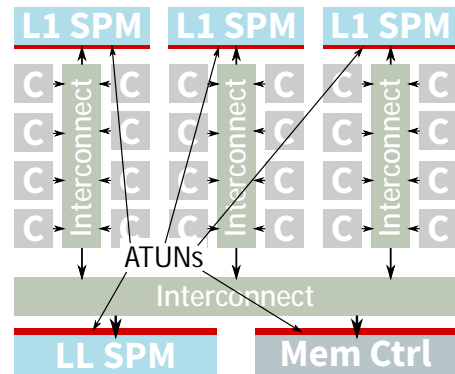 L1 SPM L1 SPM L1 SPM
C C C C C C
C C C C C C
C C C C C C
C C C C C C
Interconnect Interconnect Interconnect
ATUNs
Interconnect
LL SPM Mem Ctrl